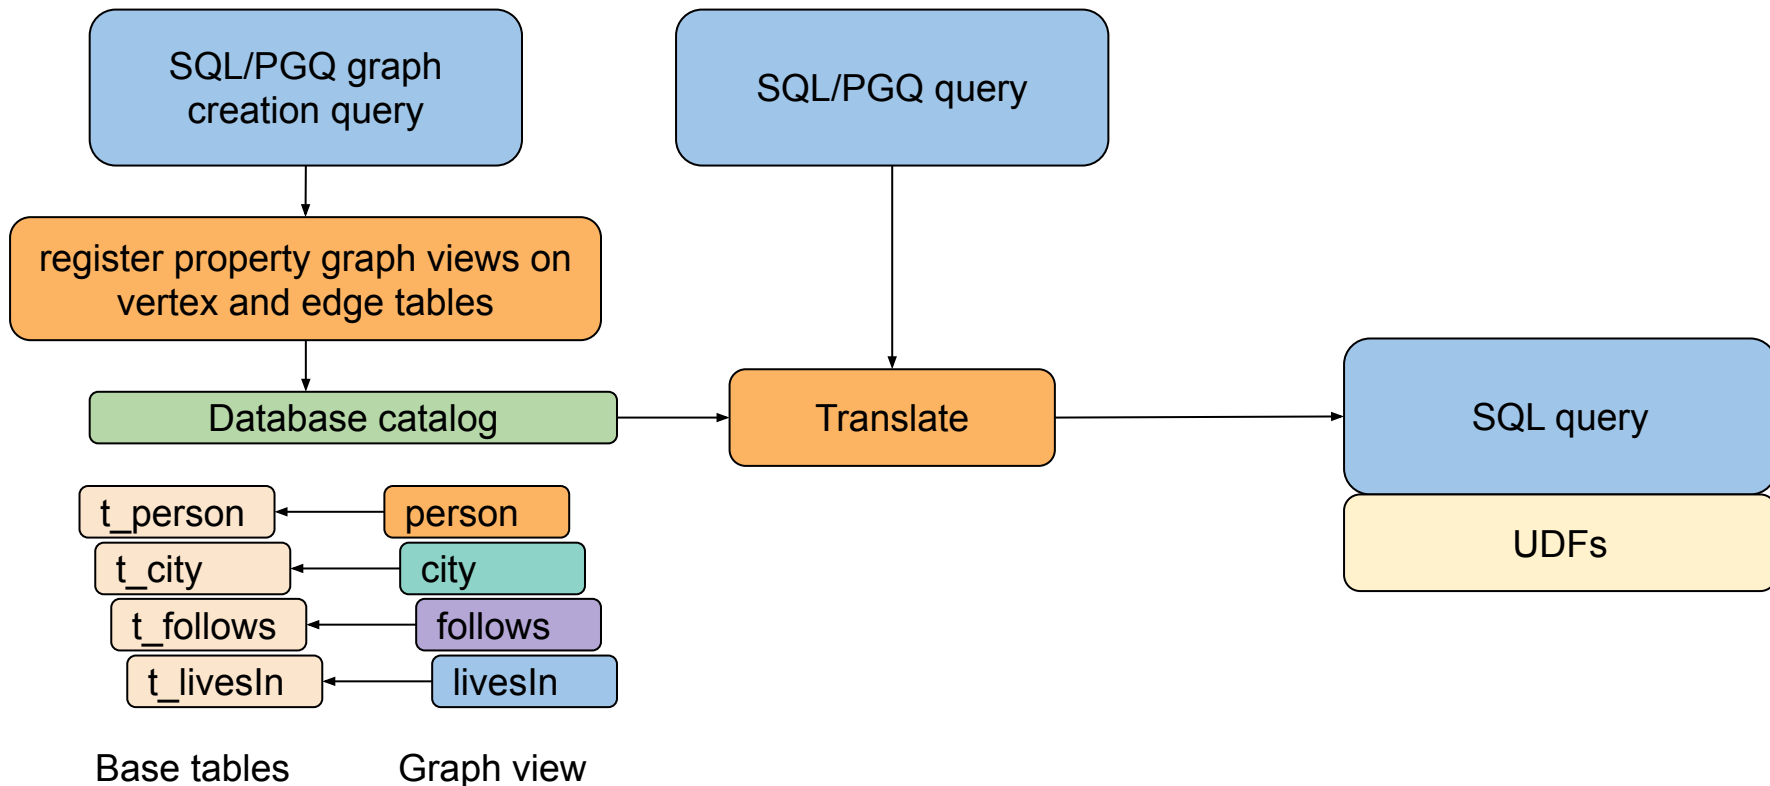 SQL/PGQ graph
creation query
SQL/PGQ query
register property graph views on
vertex and edge tables
Database catalog
Translate
SQL query
UDFs
t_person
person
t_city
city
t_follows
follows
t_livesIn
livesIn
Base tables
Graph view